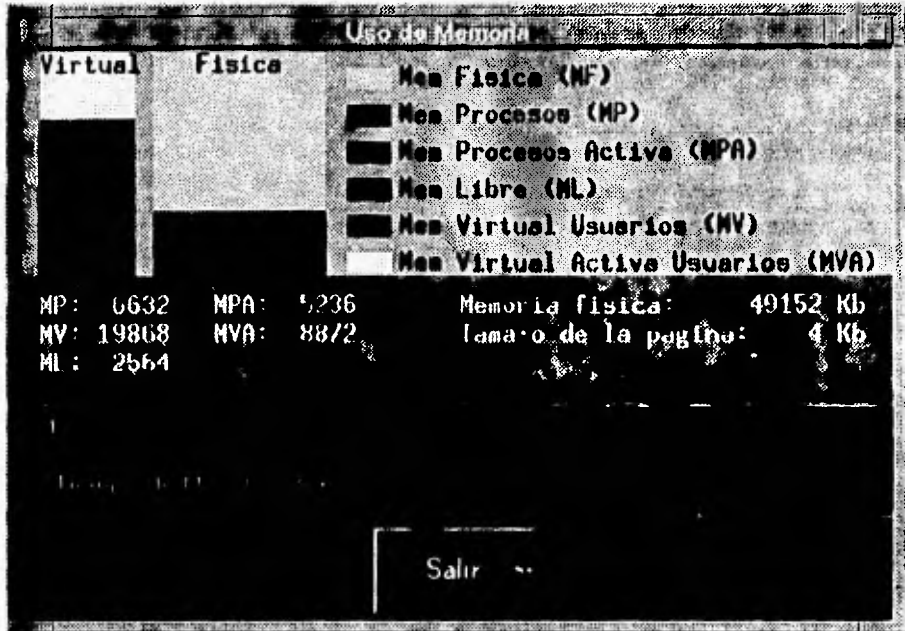 Uso de Memoria
Virtual Fisica
Mem Fisica (MF)
Mem Procesos (MP)
Mem Procesos Activa (MPA)
Mem Libre (ML)
Mem Virtual Usuarios (MV)
Mem Virtual Activa Usuarios (MVA)
MP: 6632 MPA: 5236 Memoria fisica: 49152 Kb
MV: 19868 MVA: 8872 de la pagina: 4 Kb
ML: 2564
Salir